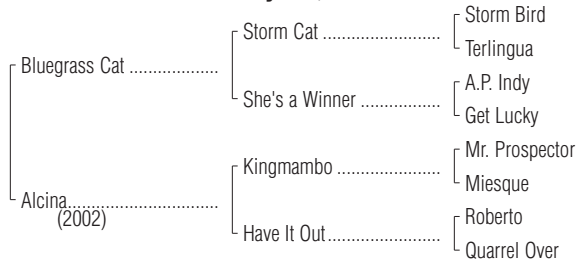 Storm Bird
Storm Cat ........................
Terlingua
Bluegrass Cat ..................
A.P. Indy
She's a Winner .................
Get Lucky
Mr. Prospector
Kingmambo .....................
Miesque
Alcina...............................
(2002)
Roberto
Have It Out.......................
Quarrel Over